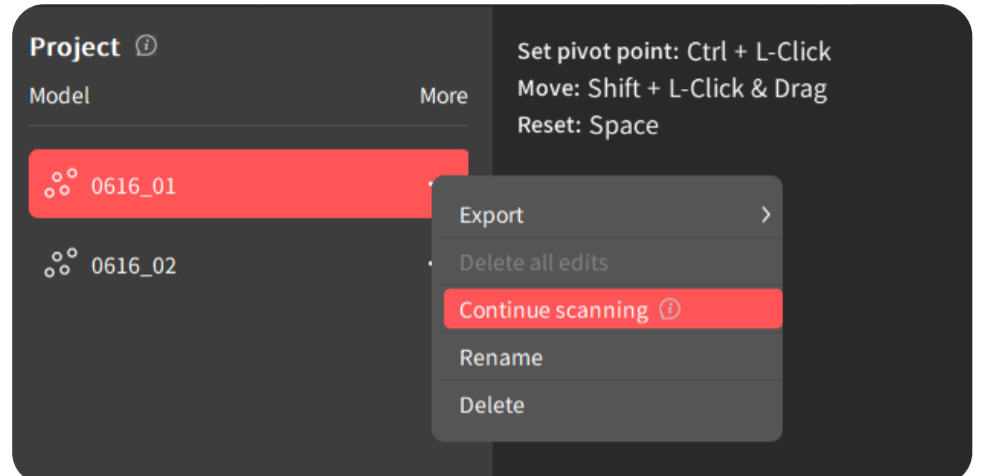 Project
Model More
0616_01
0616_02
Set pivot point: Ctrl + L-Click
Move: Shift + L-Click & Drag
Reset: Space
Export
Delete all edits
Continue scanning
Rename
Delete